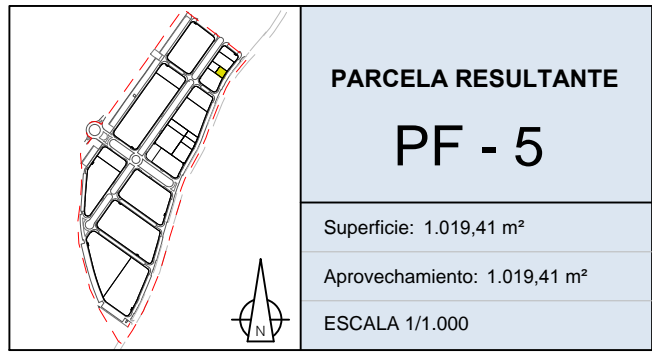 PARCELA RESULTANTE
PF - 5
Superficie: 1.019,41 m²
Aprovechamiento: 1.019,41 m²
ESCALA 1/1.000
N